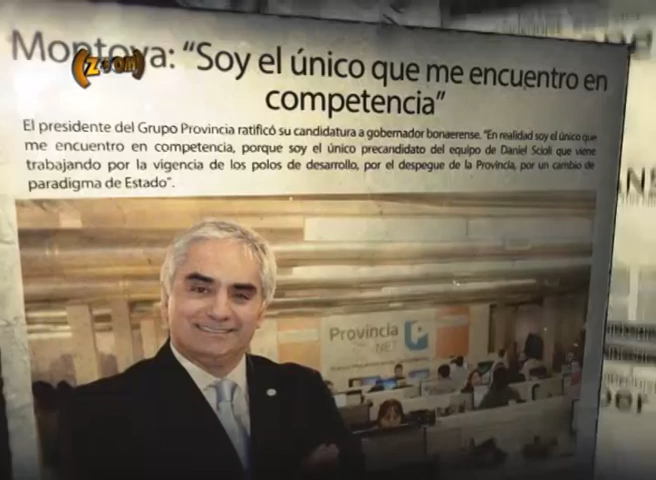 Montoya: "Soy el único que me encuentro en
competencia"
(zoom)
El presidente del Grupo Provincia ratificó su candidatura a gobernador bonaerense. "En realidad soy el único que
me encuentro en competencia, porque soy el único precandidato del equipo de Daniel Scioli que viene
trabajando por la vigencia de los polos de desarrollo, por el despegue de la Provincia, por un cambio de
paradigma de Estado".
Provincia
NET